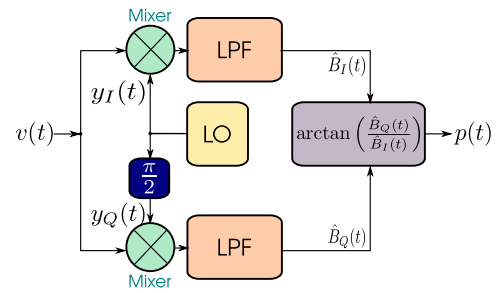 Mixer
LPF
B̂_I(t)
y_I(t)
v(t)
LO
arctan(B̂_Q(t)/B̂_I(t))
p(t)
π/2
y_Q(t)
LPF
B̂_Q(t)
Mixer